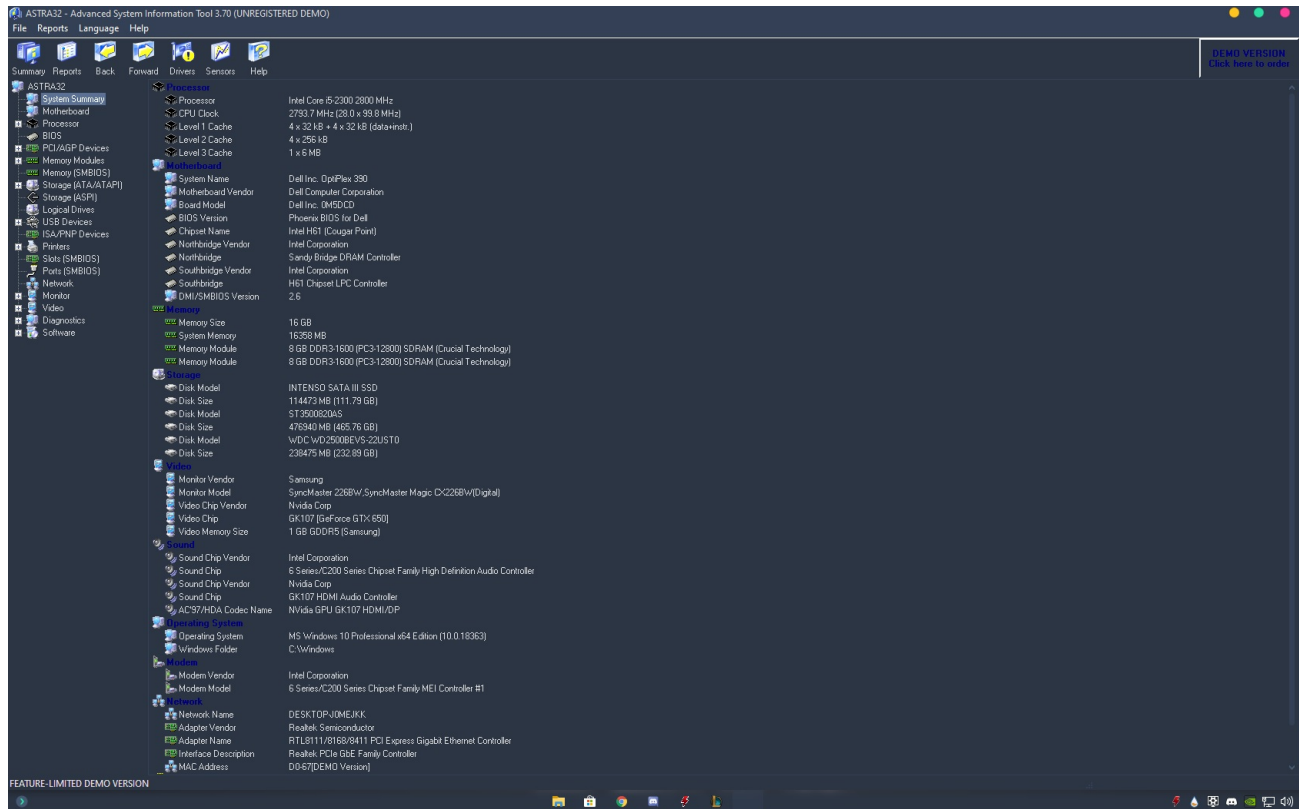 ASTRA32 - Advanced System Information Tool 3.70 (UNREGISTERED DEMO)
File Reports Language Help
Summary Reports Back Forward Drivers Sensors Help
DEMO VERSION
Click here to order
ASTRA32
System Summary
Motherboard
Processor
BIOS
PCI/AGP Devices
Memory Modules
Memory (SMBIOS)
Storage (ATA/ATAPI)
Storage (ASPI)
Logical Drives
USB Devices
ISA/PNP Devices
Printers
Slots (SMBIOS)
Ports (SMBIOS)
Network
Monitor
Video
Diagnostics
Software
Processor
Processor Intel Core i5-2300 2800 MHz
CPU Clock 2793.7 MHz (28.0 x 99.8 MHz)
Level 1 Cache 4 x 32 kB + 4 x 32 kB (data+instr.)
Level 2 Cache 4 x 256 kB
Level 3 Cache 1 x 6 MB
Motherboard
System Name Dell Inc. OptiPlex 390
Motherboard Vendor Dell Computer Corporation
Board Model Dell Inc. 0M5DCD
BIOS Version Phoenix BIOS for Dell
Chipset Name Intel H61 (Cougar Point)
Northbridge Vendor Intel Corporation
Northbridge Sandy Bridge DRAM Controller
Southbridge Vendor Intel Corporation
Southbridge H61 Chipset LPC Controller
DMI/SMBIOS Version 2.6
Memory
Memory Size 16 GB
System Memory 16358 MB
Memory Module 8 GB DDR3-1600 (PC3-12800) SDRAM (Crucial Technology)
Memory Module 8 GB DDR3-1600 (PC3-12800) SDRAM (Crucial Technology)
Storage
Disk Model INTENSO SATA III SSD
Disk Size 114473 MB (111.79 GB)
Disk Model ST3500820AS
Disk Size 476940 MB (465.76 GB)
Disk Model WDC WD2500BEVS-22UST0
Disk Size 238475 MB (232.89 GB)
Video
Monitor Vendor Samsung
Monitor Model SyncMaster 226BW,SyncMaster Magic CX226BW(Digital)
Video Chip Vendor Nvidia Corp
Video Chip GK107 [GeForce GTX 650]
Video Memory Size 1 GB GDDR5 (Samsung)
Sound
Sound Chip Vendor Intel Corporation
Sound Chip 6 Series/C200 Series Chipset Family High Definition Audio Controller
Sound Chip Vendor Nvidia Corp
Sound Chip GK107 HDMI Audio Controller
AC'97/HDA Codec Name NVidia GPU GK107 HDMI/DP
Operating System
Operating System MS Windows 10 Professional x64 Edition (10.0.18363)
Windows Folder C:\Windows
Modem
Modem Vendor Intel Corporation
Modem Model 6 Series/C200 Series Chipset Family MEI Controller #1
Network
Network Name DESKTOP-J0MEJKK
Adapter Vendor Realtek Semiconductor
Adapter Name RTL8111/8168/8411 PCI Express Gigabit Ethernet Controller
Interface Description Realtek PCIe GbE Family Controller
MAC Address D0-67[DEMO Version]
FEATURE-LIMITED DEMO VERSION